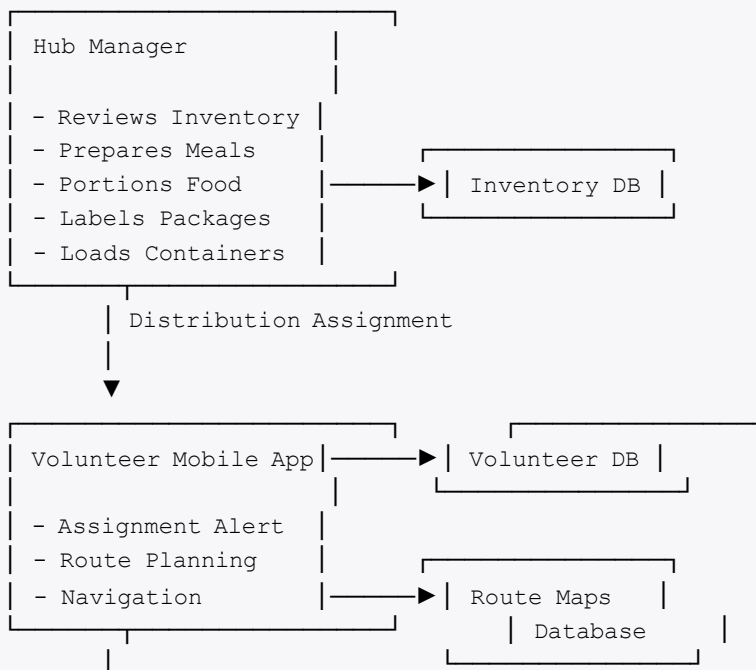 Hub Manager
- Reviews Inventory
- Prepares Meals
- Portions Food
- Labels Packages
- Loads Containers
Inventory DB
Distribution Assignment
Volunteer Mobile App
- Assignment Alert
- Route Planning
- Navigation
Volunteer DB
Route Maps
Database